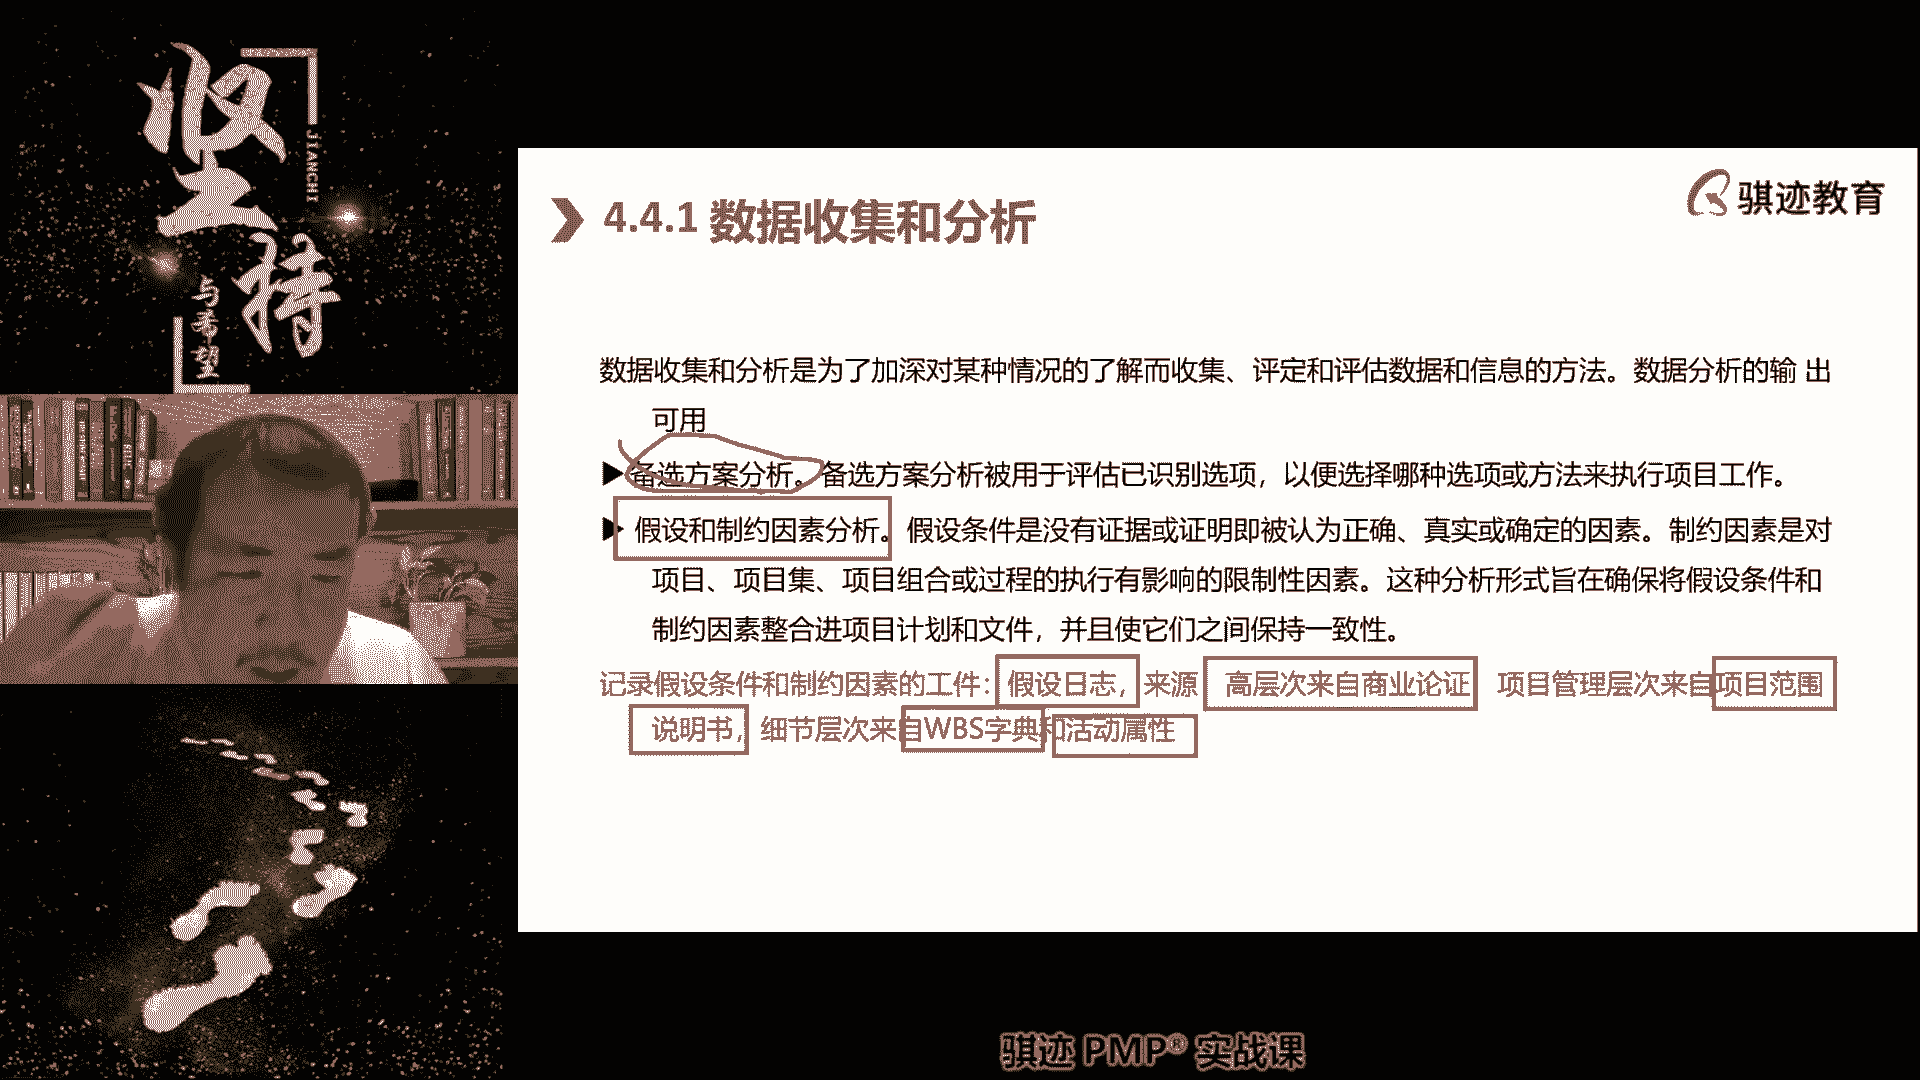 坚持
JIANCHI
与希望
骐迹教育
4.4.1 数据收集和分析
数据收集和分析是为了加深对某种情况的了解而收集、评定和评估数据和信息的方法。数据分析的输 出
可用
备选方案分析。备选方案分析被用于评估已识别选项，以便选择哪种选项或方法来执行项目工作。
假设和制约因素分析。假设条件是没有证据或证明即被认为正确、真实或确定的因素。制约因素是对
项目、项目集、项目组合或过程的执行有影响的限制性因素。这种分析形式旨在确保将假设条件和
制约因素整合进项目计划和文件，并且使它们之间保持一致性。
记录假设条件和制约因素的工件：假设日志，来源 高层次来自商业论证 项目管理层次来自项目范围
说明书，细节层次来自WBS字典和活动属性
骐迹 PMP® 实战课